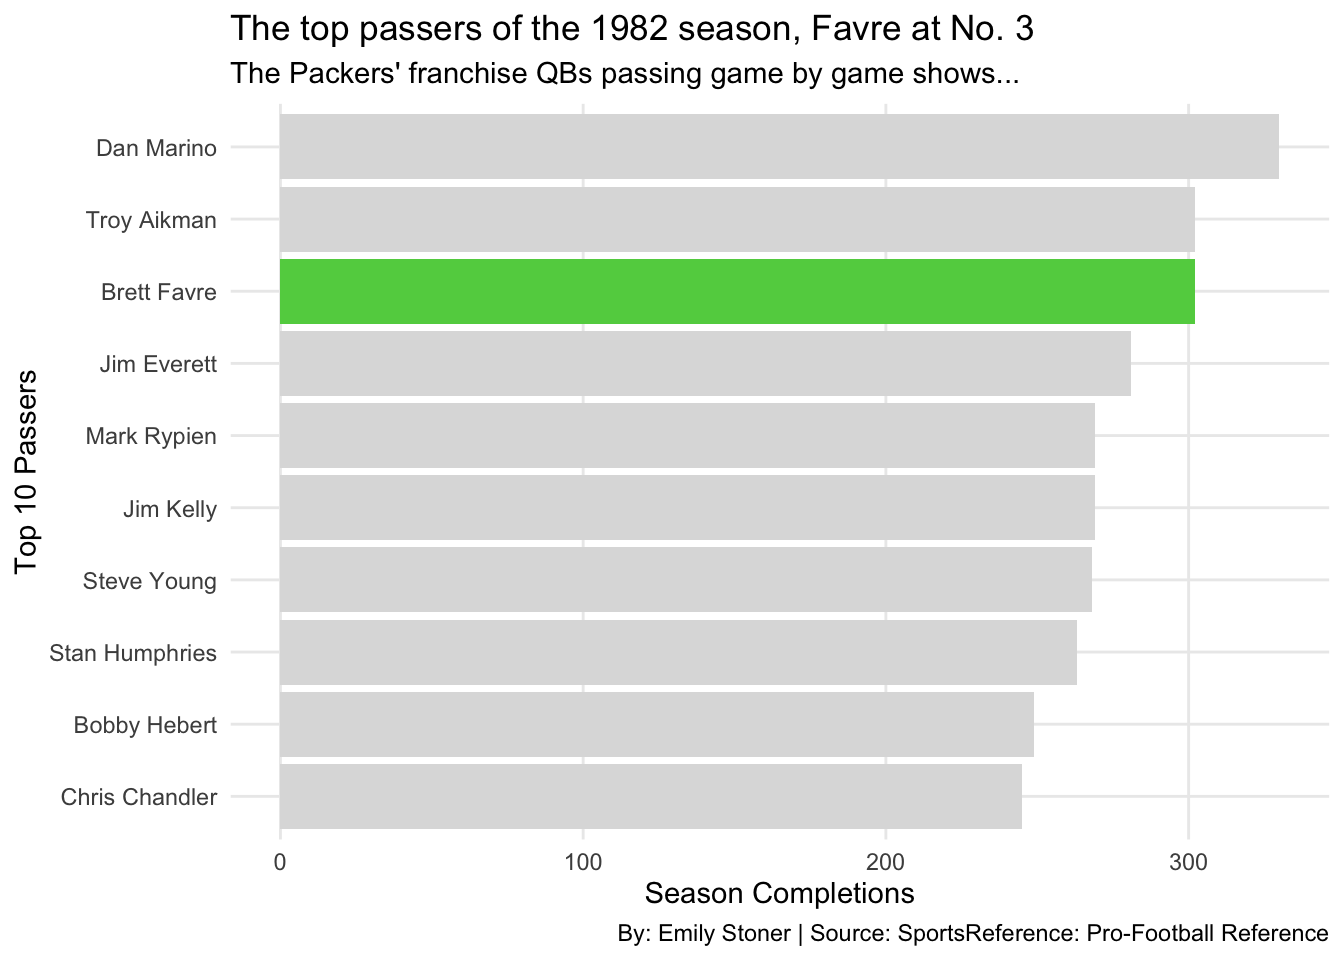 The top passers of the 1982 season, Favre at No. 3
The Packers' franchise QBs passing game by game shows...
Top 10 Passers
Dan Marino
Troy Aikman
Brett Favre
Jim Everett
Mark Rypien
Jim Kelly
Steve Young
Stan Humphries
Bobby Hebert
Chris Chandler
0 100 200 300
Season Completions
By: Emily Stoner | Source: SportsReference: Pro-Football Reference